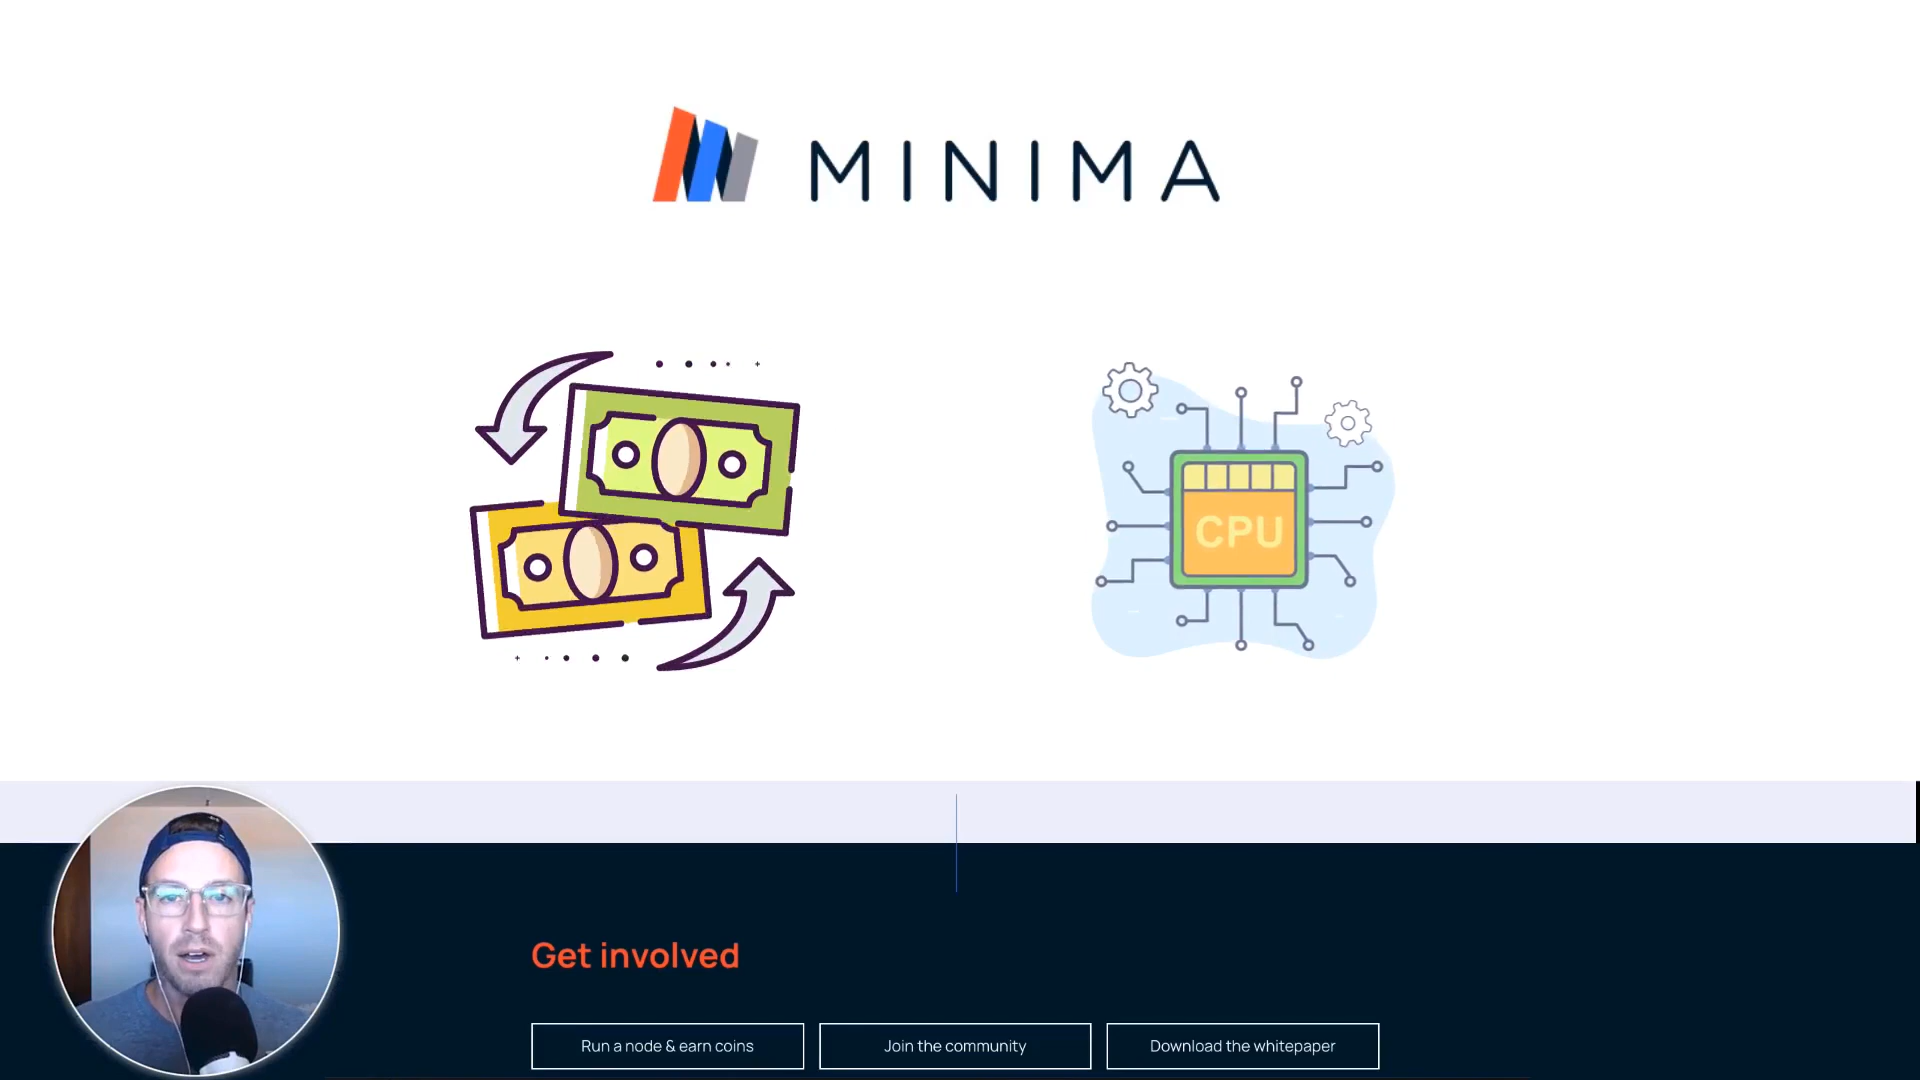 MINIMA
CPU
Get involved
Run a node & earn coins
Join the community
Download the whitepaper